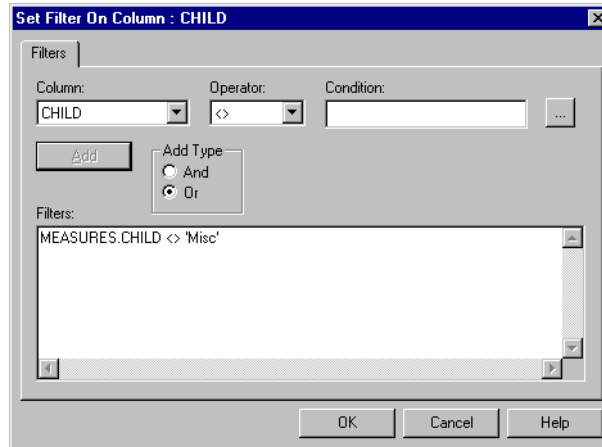 Set Filter On Column : CHILD
Filters
Column: Operator: Condition:
CHILD <> ...
Add
Add Type
And
Or
Filters:
MEASURES.CHILD <> 'Misc'
OK Cancel Help